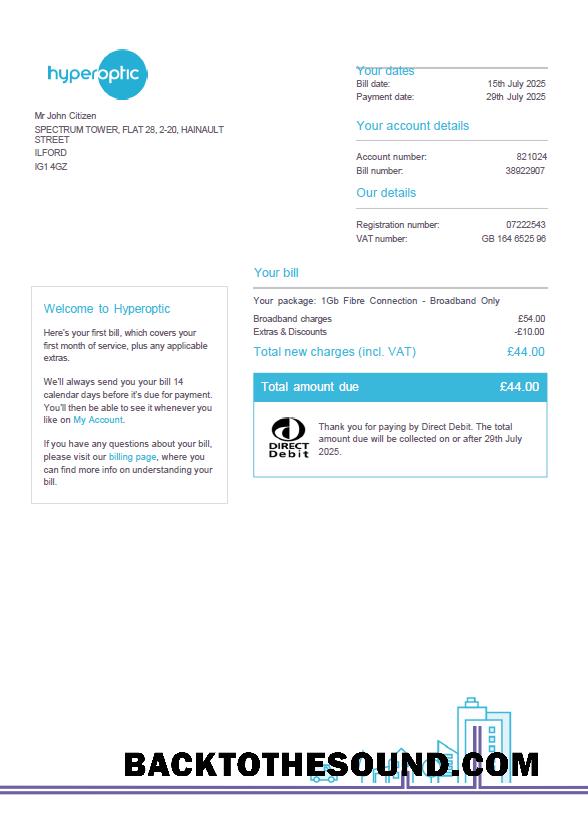 hyperoptic
Mr John Citizen
SPECTRUM TOWER, FLAT 28, 2-20, HAINAULT
STREET
ILFORD
IG1 4GZ
Your dates
Bill date: 15th July 2025
Payment date: 29th July 2025
Your account details
Account number: 821024
Bill number: 38922907
Our details
Registration number: 07222543
VAT number: GB 164 6525 96
Welcome to Hyperoptic
Here's your first bill, which covers your
first month of service, plus any applicable
extras.
We'll always send you your bill 14
calendar days before it's due for payment.
You'll then be able to see it whenever you
like on My Account.
If you have any questions about your bill,
please visit our billing page, where you
can find more info on understanding your
bill.
Your bill
Your package: 1Gb Fibre Connection - Broadband Only
Broadband charges £54.00
Extras & Discounts -£10.00
Total new charges (incl. VAT) £44.00
Total amount due £44.00
DIRECT
Debit
Thank you for paying by Direct Debit. The total
amount due will be collected on or after 29th July
2025.
BACKTOTHESOUND.COM